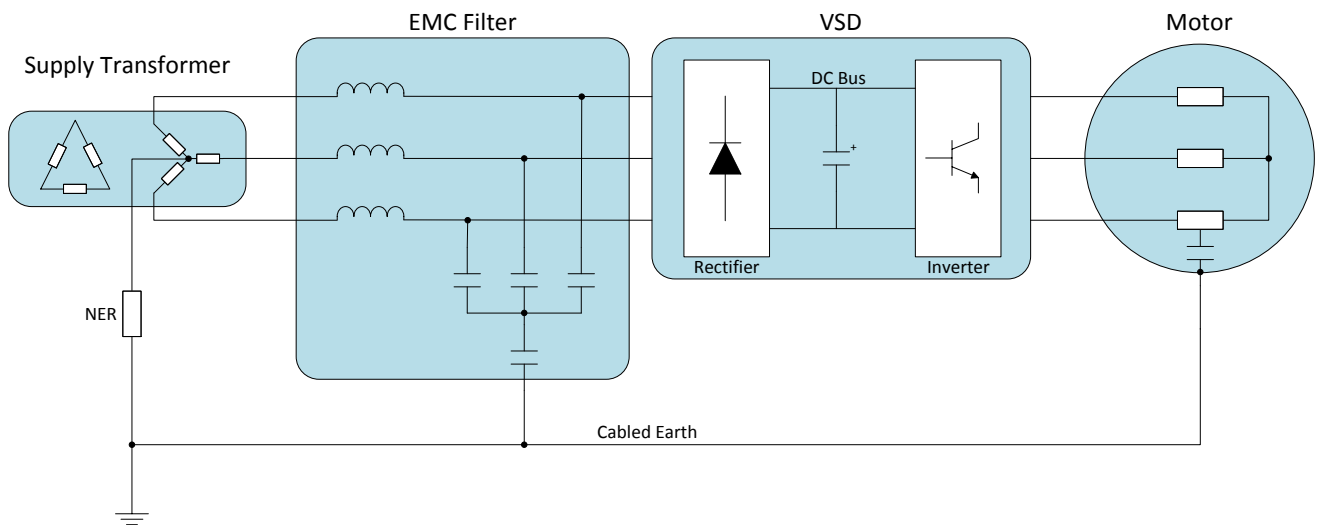 EMC Filter
VSD
Motor
Supply Transformer
DC Bus
+
Rectifier
Inverter
NER
Cabled Earth